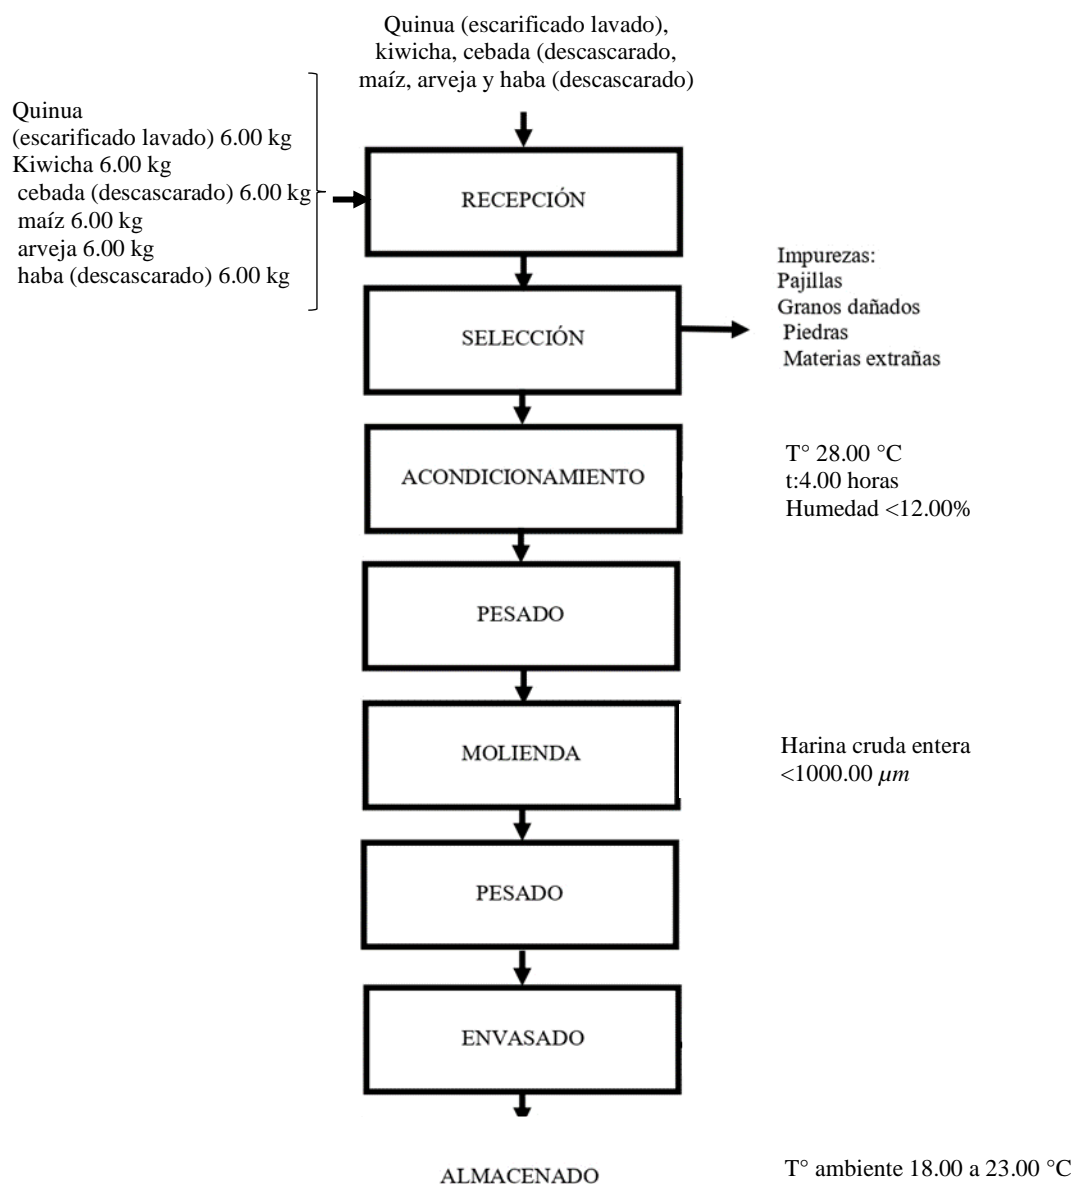 Quinua (escarificado lavado),
kiwicha, cebada (descascarado,
maíz, arveja y haba (descascarado)
Quinua
(escarificado lavado) 6.00 kg
Kiwicha 6.00 kg
cebada (descascarado) 6.00 kg
maíz 6.00 kg
arveja 6.00 kg
haba (descascarado) 6.00 kg
RECEPCIÓN
SELECCIÓN
Impurezas:
Pajillas
Granos dañados
Piedras
Materias extrañas
ACONDICIONAMIENTO
T° 28.00 °C
t:4.00 horas
Humedad <12.00%
PESADO
MOLIENDA
Harina cruda entera
<1000.00 µm
PESADO
ENVASADO
ALMACENADO
T° ambiente 18.00 a 23.00 °C